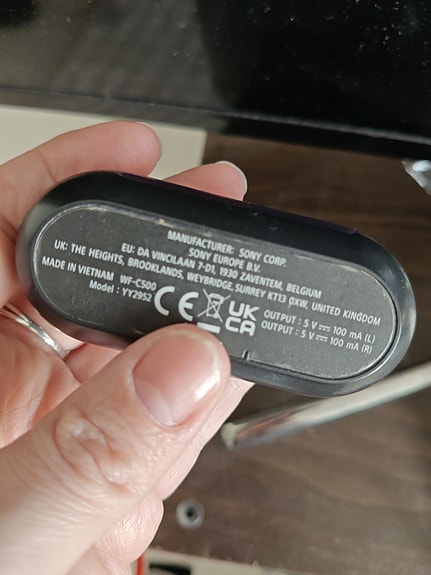 MANUFACTURER: SONY CORP.
SONY EUROPE B.V.
EU: DA VINCILAAN 7-D1, 1930 ZAVENTEM, BELGIUM
UK: THE HEIGHTS, BROOKLANDS, WEYBRIDGE, SURREY KT13 0XW, UNITED KINGDOM
MADE IN VIETNAM WF-C500
Model : YY2952
CE UK CA
OUTPUT : 5 V ⎓ 100 mA (L)
OUTPUT : 5 V ⎓ 100 mA (R)